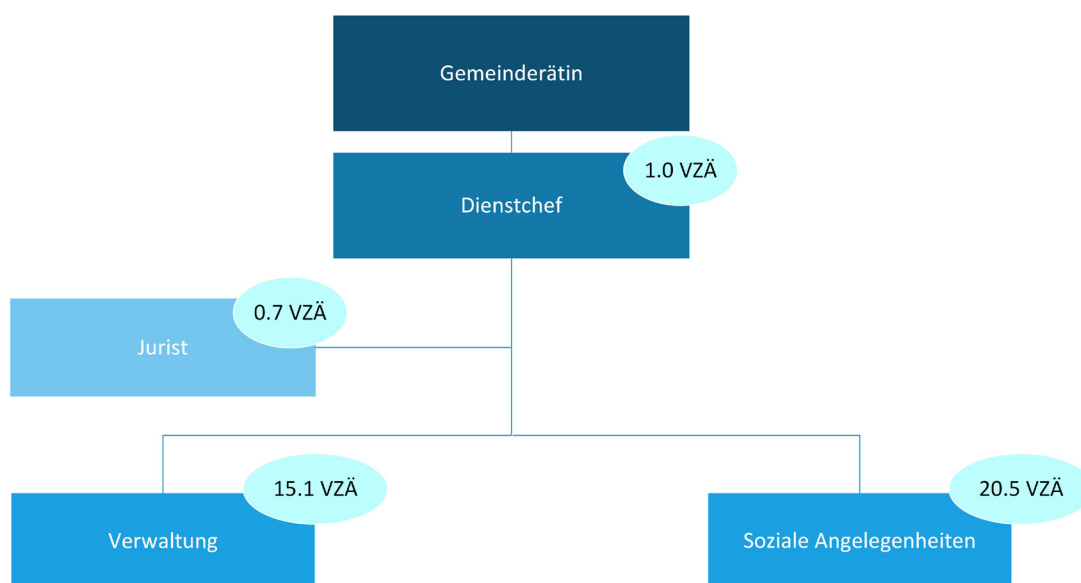 Gemeinderätin
1.0 VZÄ
Dienstchef
0.7 VZÄ
Jurist
15.1 VZÄ
Verwaltung
20.5 VZÄ
Soziale Angelegenheiten